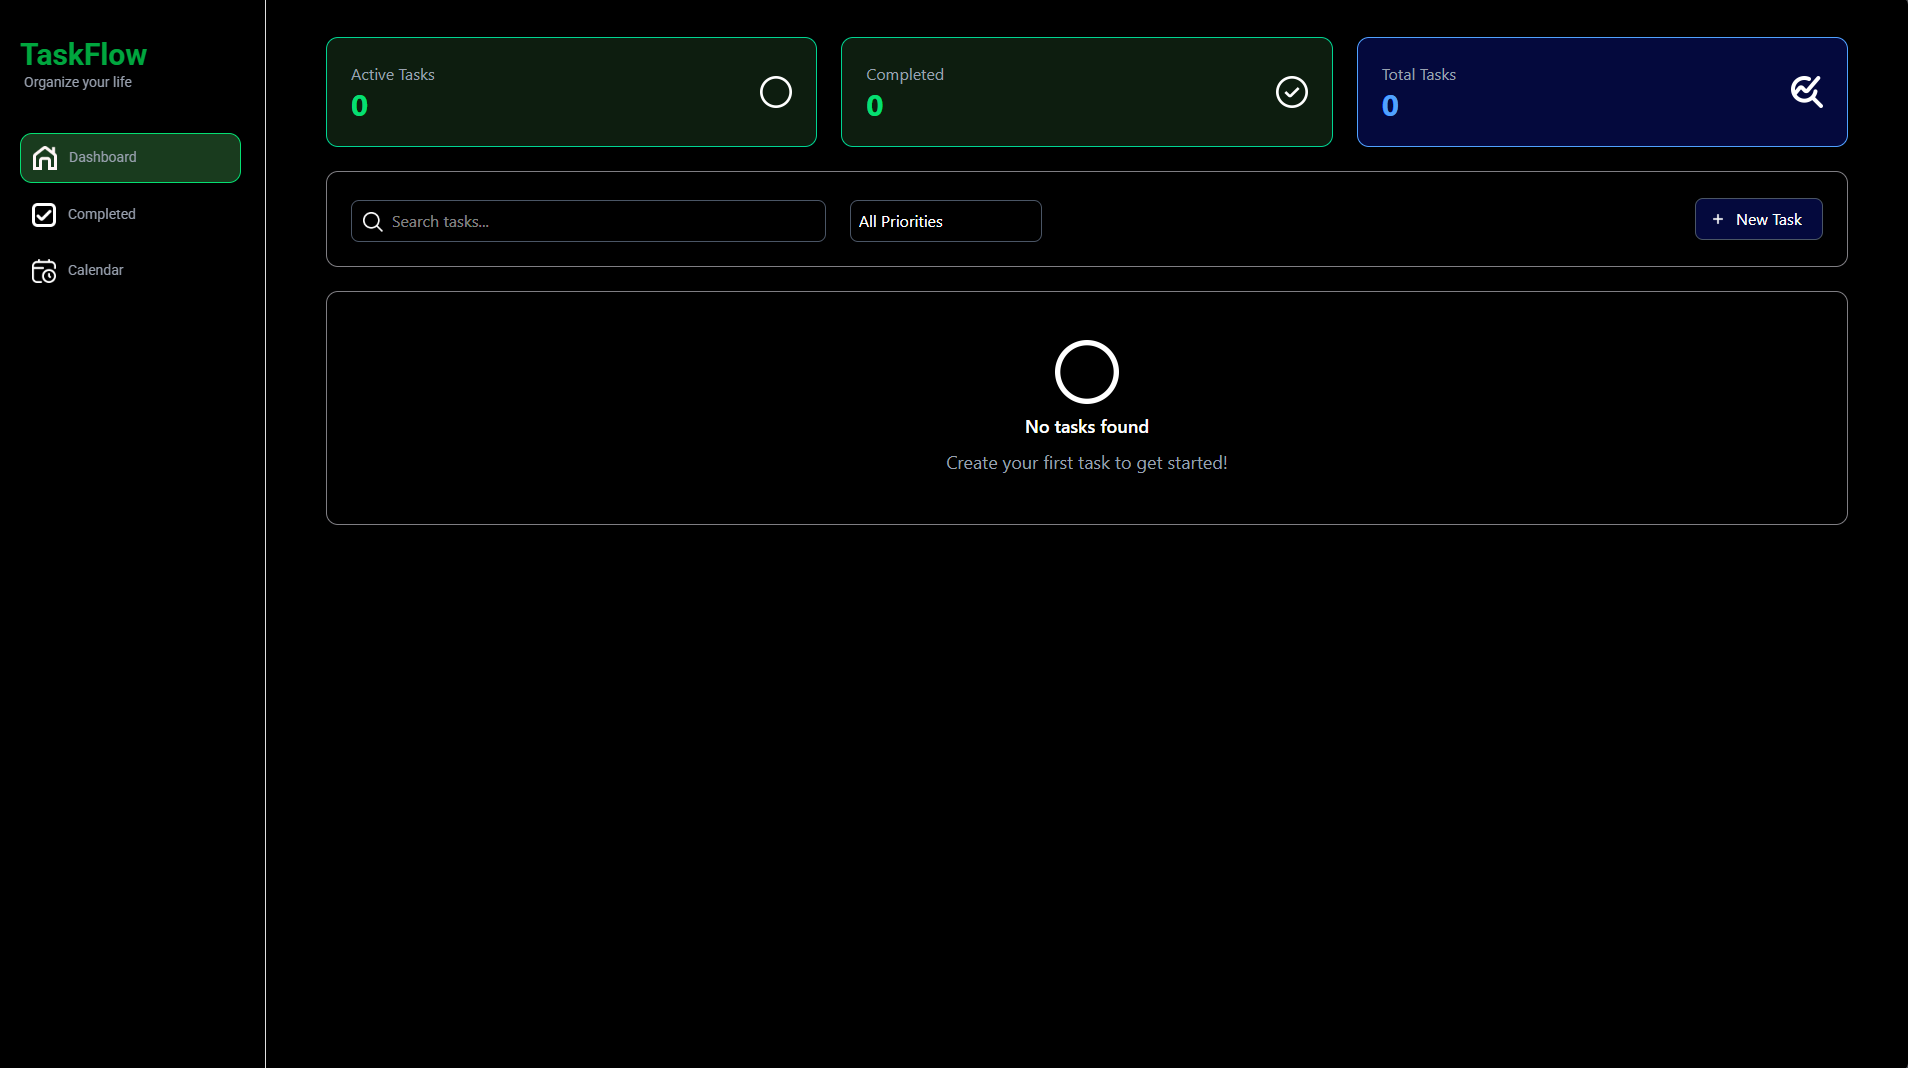 TaskFlow
Organize your life
Dashboard
Completed
Calendar
Active Tasks
0
Completed
0
Total Tasks
0
Search tasks...
All Priorities
+ New Task
No tasks found
Create your first task to get started!